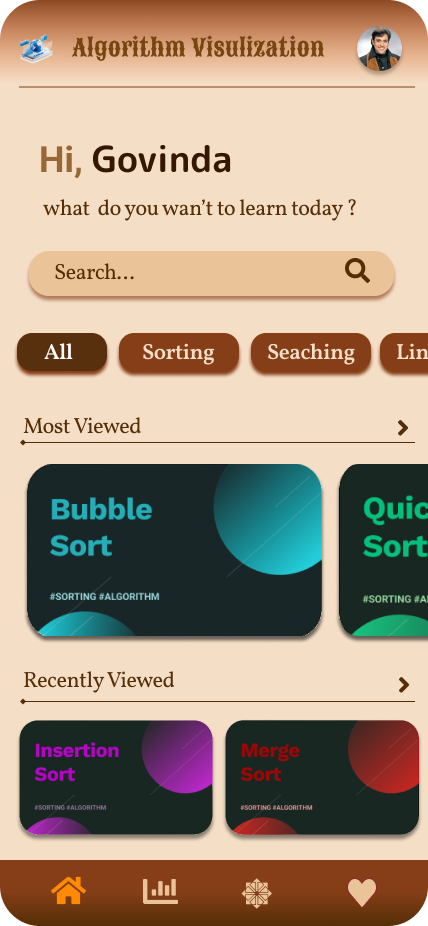 Algorithm Visulization
Hi, Govinda
what do you wan't to learn today ?
Search...
All Sorting Seaching Lin
Most Viewed
Bubble
Sort
#SORTING #ALGORITHM
Quic
Sort
#SORTING #AL
Recently Viewed
Insertion
Sort
#SORTING #ALGORITHM
Merge
Sort
#SORTING #ALGORITHM